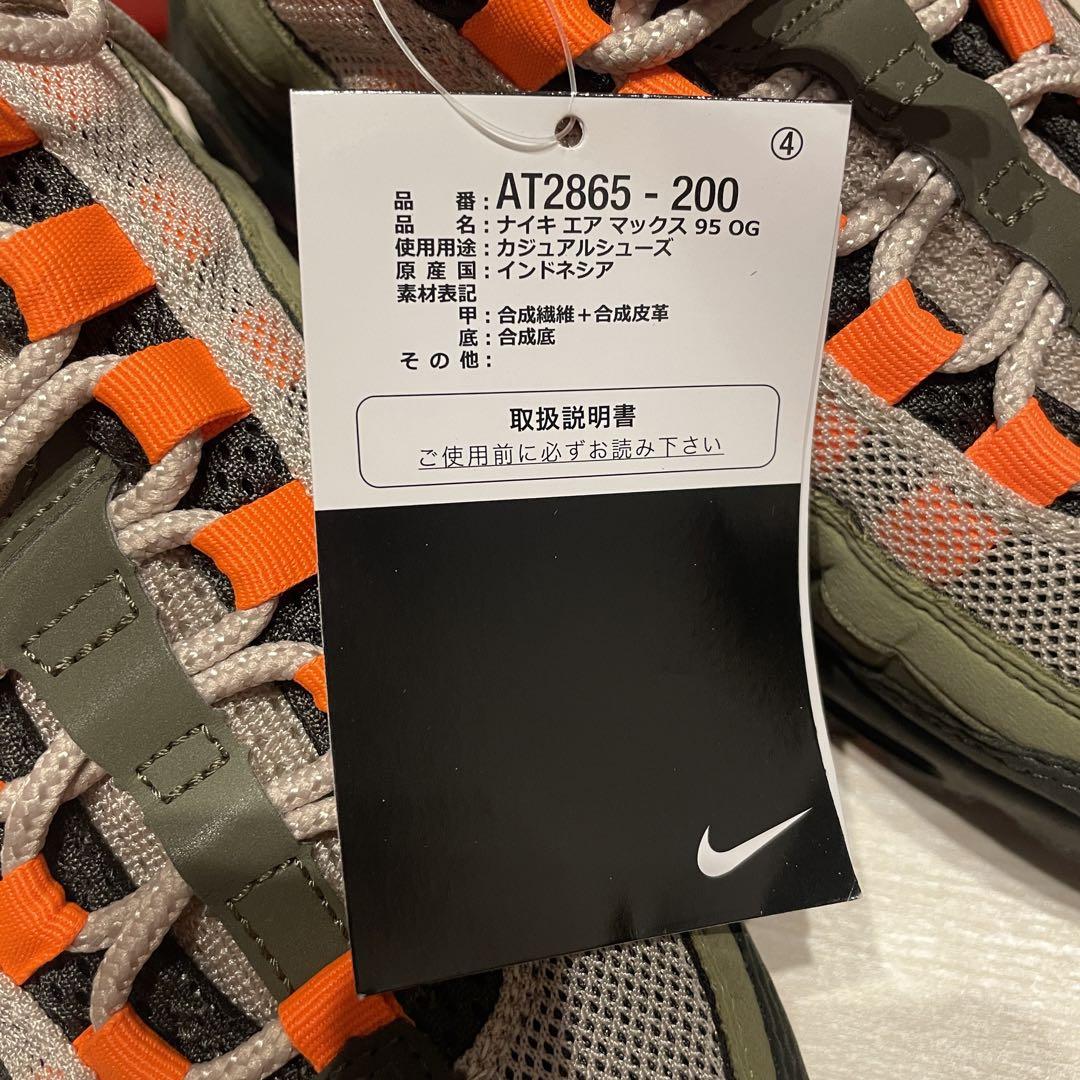 ④
品番：AT2865 - 200
品名：ナイキ エア マックス 95 OG
使用用途：カジュアルシューズ
原産国：インドネシア
素材表記
甲：合成繊維＋合成皮革
底：合成底
その他：
取扱説明書
ご使用前に必ずお読み下さい